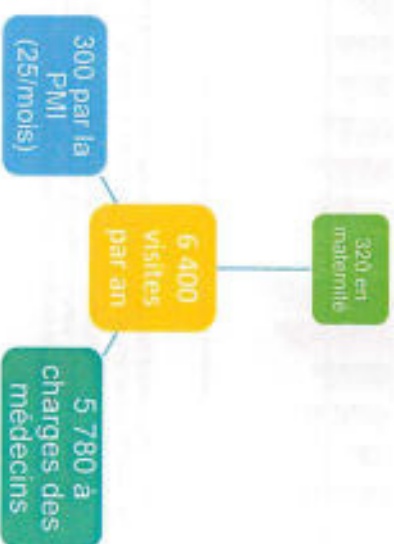 320 en
maternité
6 400
visites
par an
300 par la
PMI
(25/mois)
5 780 à
charges des
médecins